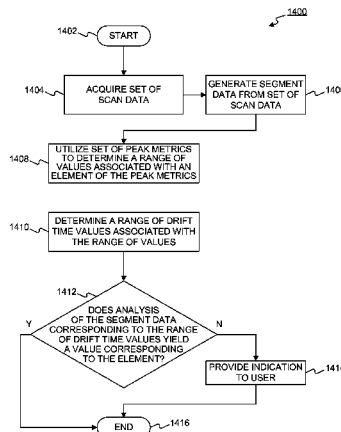 1400
1402
START
1404
ACQUIRE SET OF
SCAN DATA
GENERATE SEGMENT
DATA FROM SET OF
SCAN DATA
1408
UTILIZE SET OF PEAK METRICS
TO DETERMINE A RANGE OF
VALUES ASSOCIATED WITH AN
ELEMENT OF THE PEAK METRICS
1410
DETERMINE A RANGE OF DRIFT
TIME VALUES ASSOCIATED WITH
THE RANGE OF VALUES
1412
DOES ANALYSIS
OF THE SEGMENT DATA
CORRESPONDING TO THE RANGE
OF DRIFT TIME VALUES YIELD
A VALUE CORRESPONDING
TO THE ELEMENT?
Y
N
PROVIDE INDICATION
TO USER
END
1416